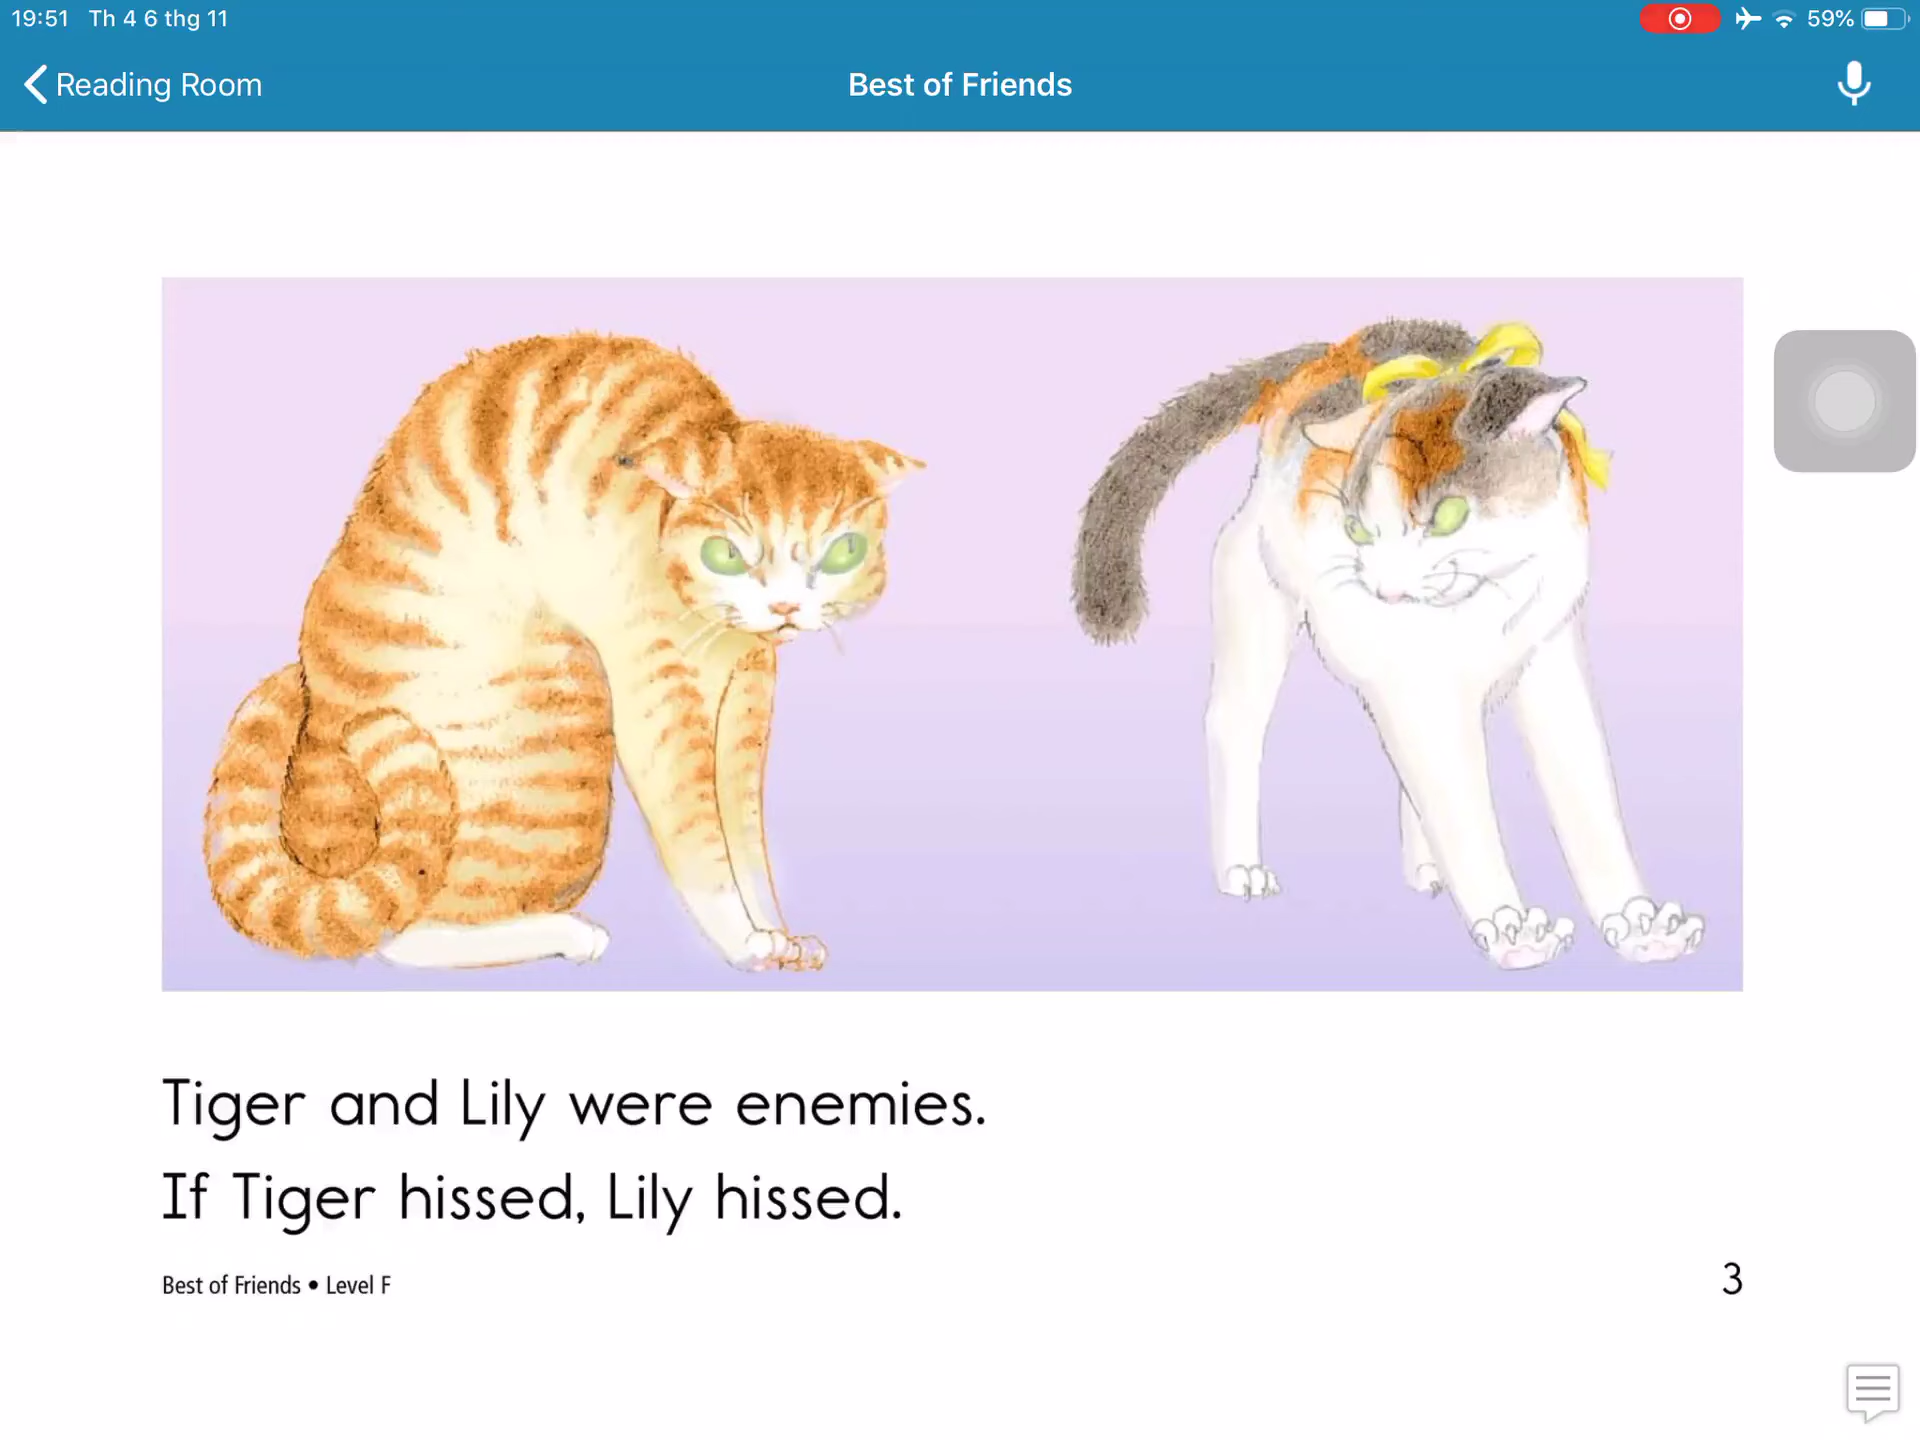 19:51 Th 4 6 thg 11
59%
Reading Room
Best of Friends
Tiger and Lily were enemies.
If Tiger hissed, Lily hissed.
Best of Friends • Level F
3